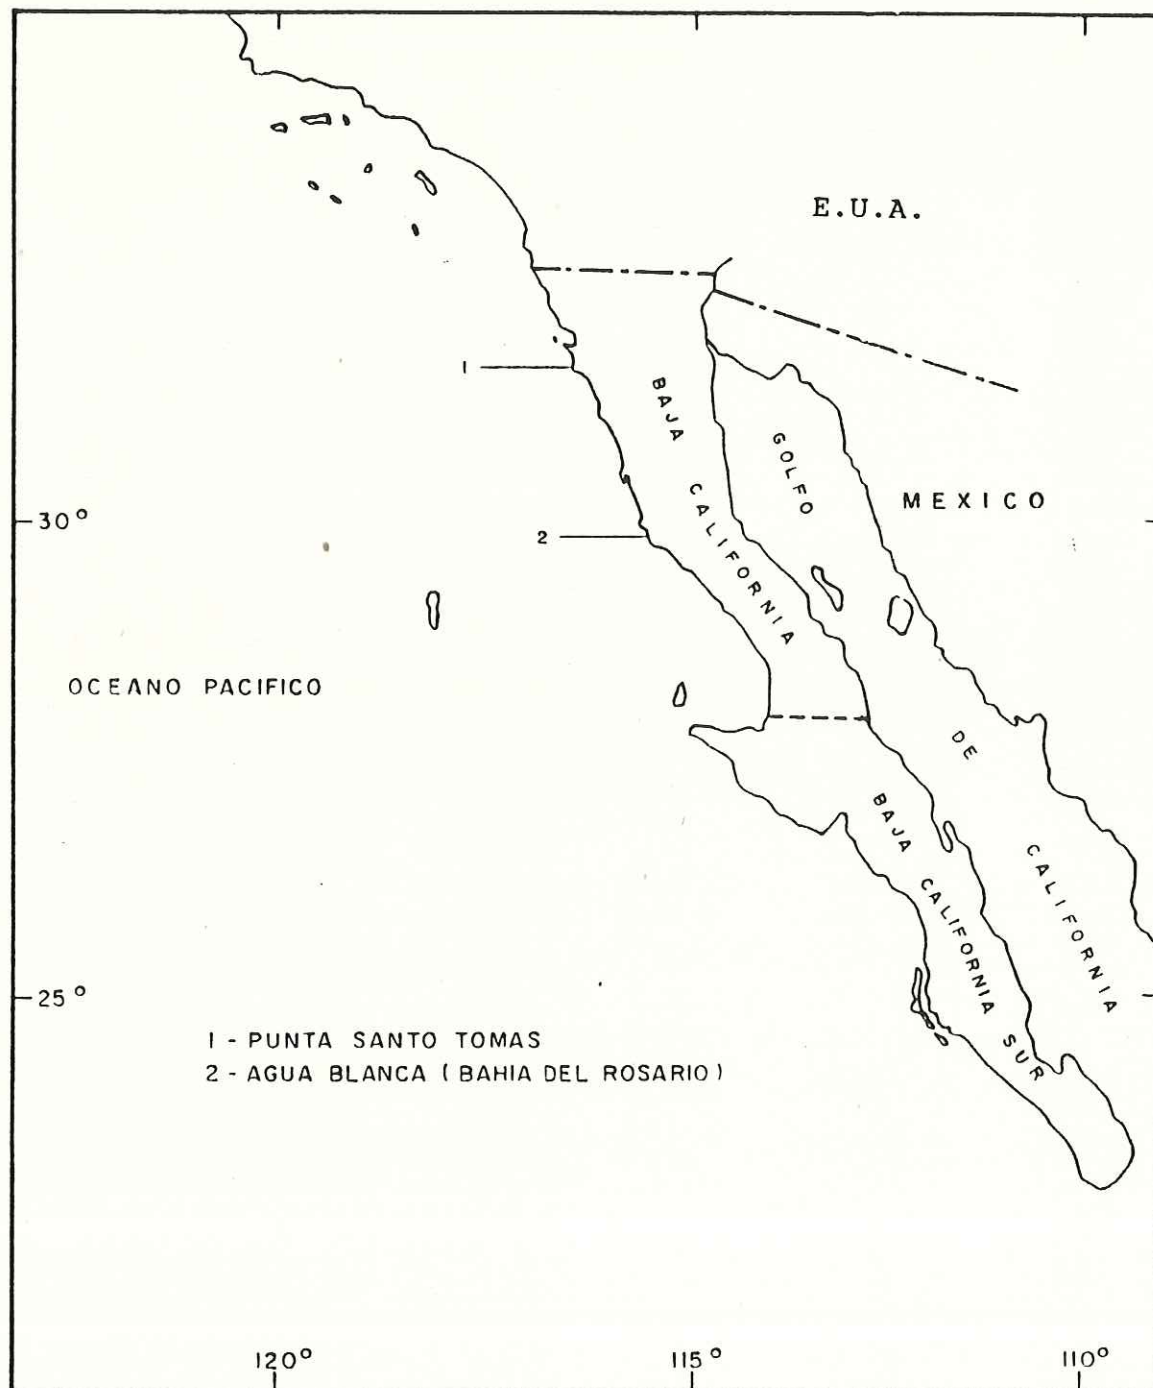 E.U.A.
1
BAJA CALIFORNIA
GOLFO DE CALIFORNIA
MEXICO
30°
2
OCEANO PACIFICO
BAJA CALIFORNIA SUR
25°
1 - PUNTA SANTO TOMAS
2 - AGUA BLANCA ( BAHIA DEL ROSARIO )
120° 115° 110°